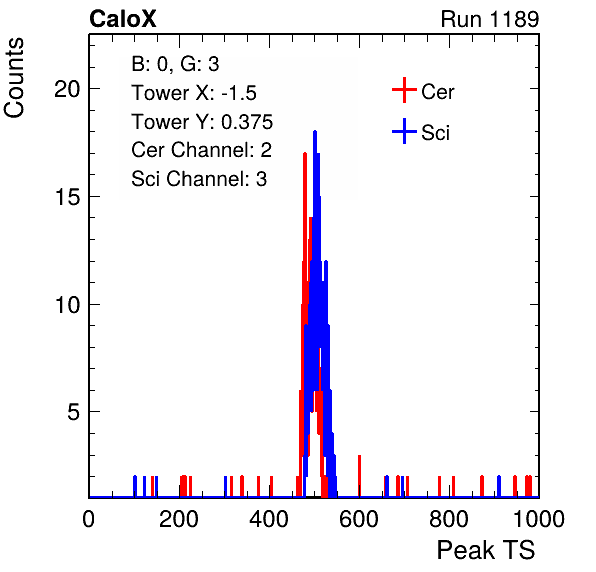 CaloX Run 1189
Counts
B: 0, G: 3
Tower X: -1.5
Tower Y: 0.375
Cer Channel: 2
Sci Channel: 3
Cer
Sci
20
15
10
5
0 200 400 600 800 1000
Peak TS